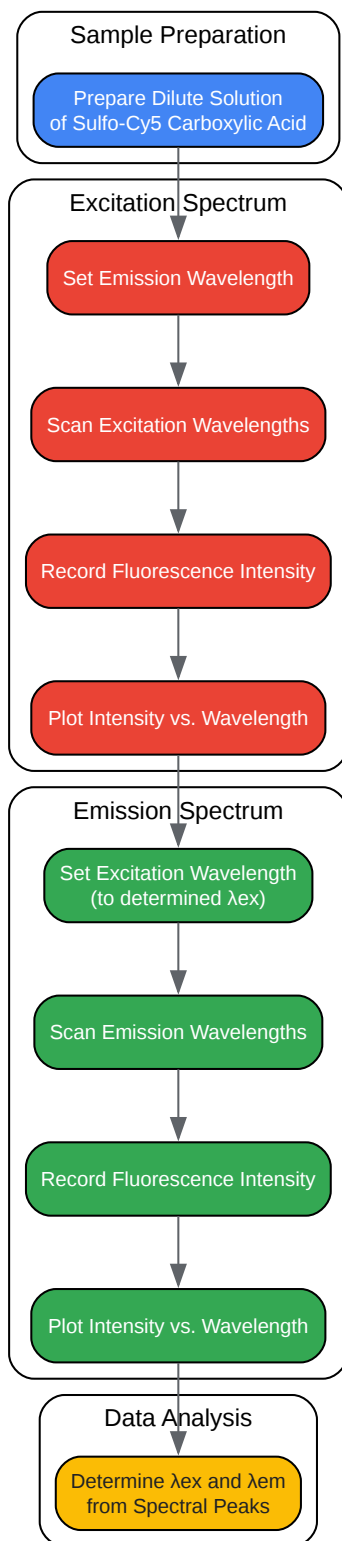 Sample Preparation
Prepare Dilute Solution
of Sulfo-Cy5 Carboxylic Acid
Excitation Spectrum
Set Emission Wavelength
Scan Excitation Wavelengths
Record Fluorescence Intensity
Plot Intensity vs. Wavelength
Emission Spectrum
Set Excitation Wavelength
(to determined λex)
Scan Emission Wavelengths
Record Fluorescence Intensity
Plot Intensity vs. Wavelength
Data Analysis
Determine λex and λem
from Spectral Peaks